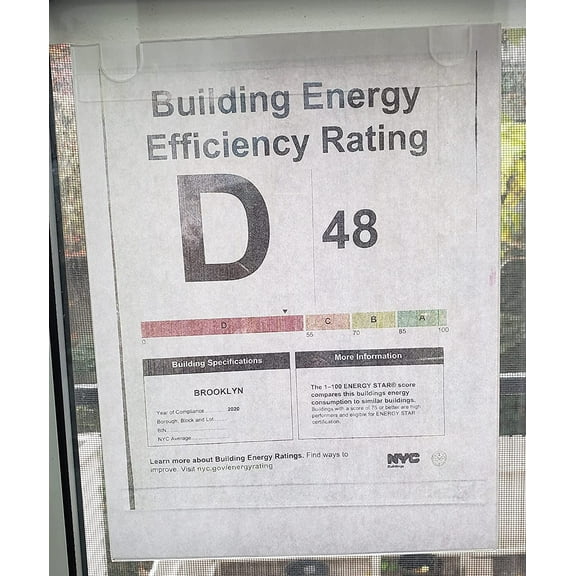 Building Energy
Efficiency Rating
D
48
D C B A
0 55 70 85 100
Building Specifications
BROOKLYN
Year of Compliance 2020
Borough, Block and Lot
BIN
NYC Average
More Information
The 1–100 ENERGY STAR® score
compares this buildings energy
consumption to similar buildings.
Buildings with a score of 75 or better are high
performers and eligible for ENERGY STAR
certification.
Learn more about Building Energy Ratings. Find ways to
improve. Visit nyc.gov/energyrating
NYC
Buildings